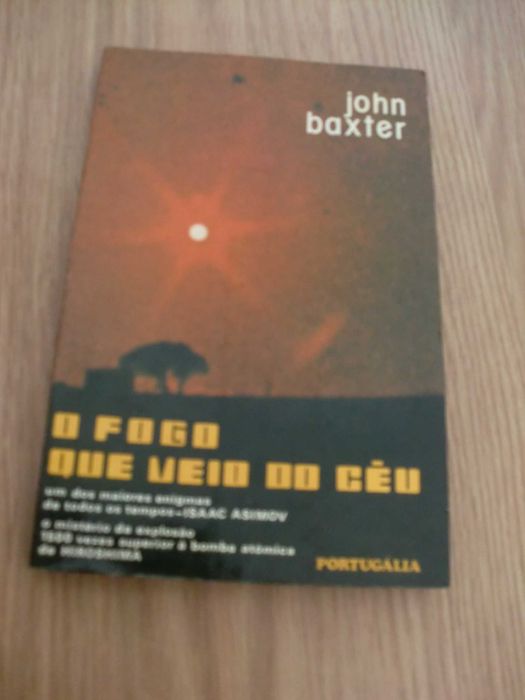 john
baxter
O FOGO
QUE VEIO DO CÉU
um dos maiores enigmas
de todos os tempos-ISAAC ASIMOV
o mistério da explosão
1500 vezes superior à bomba atómica
de HIROSHIMA
PORTUGÁLIA